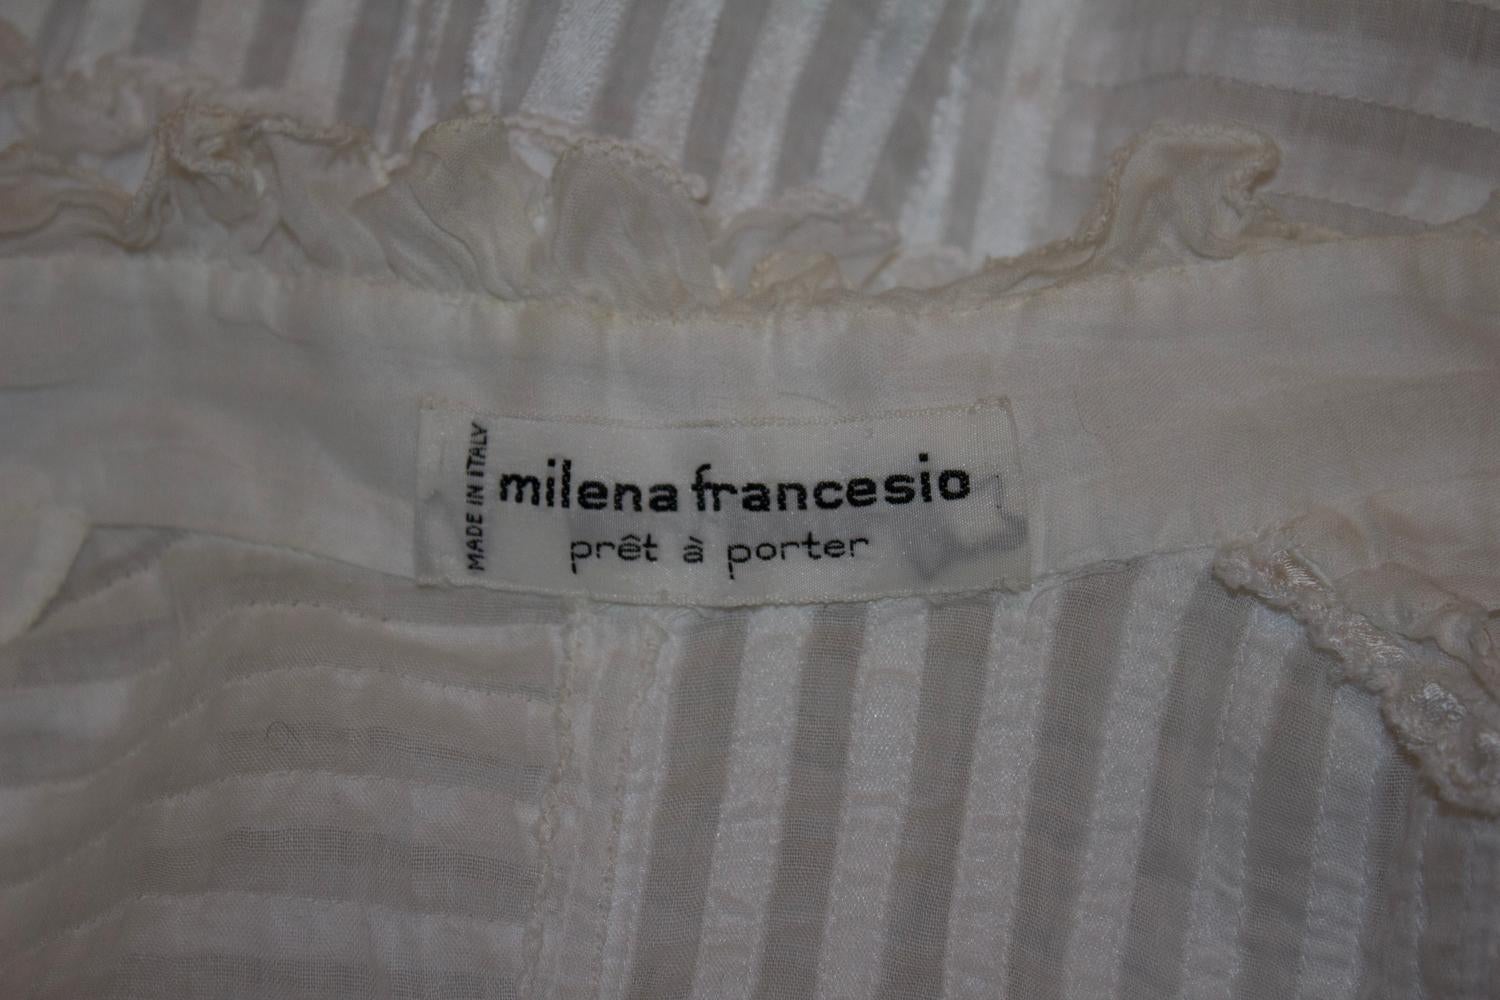 MADE IN ITALY
milena francesio
prêt à porter